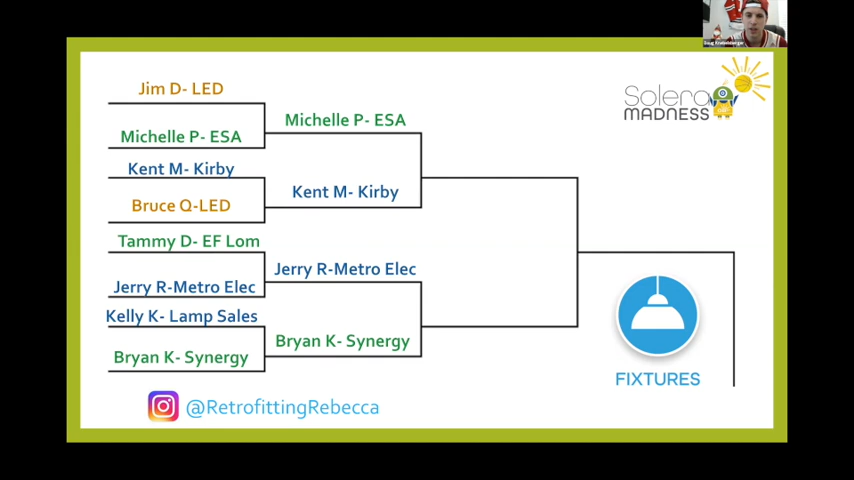 Jim D- LED
Michelle P- ESA
Kent M- Kirby
Bruce Q-LED
Tammy D- EF Lom
Jerry R-Metro Elec
Kelly K- Lamp Sales
Bryan K- Synergy
Michelle P- ESA
Kent M- Kirby
Jerry R-Metro Elec
Bryan K- Synergy
Solera
MADNESS
FIXTURES
@RetrofittingRebecca